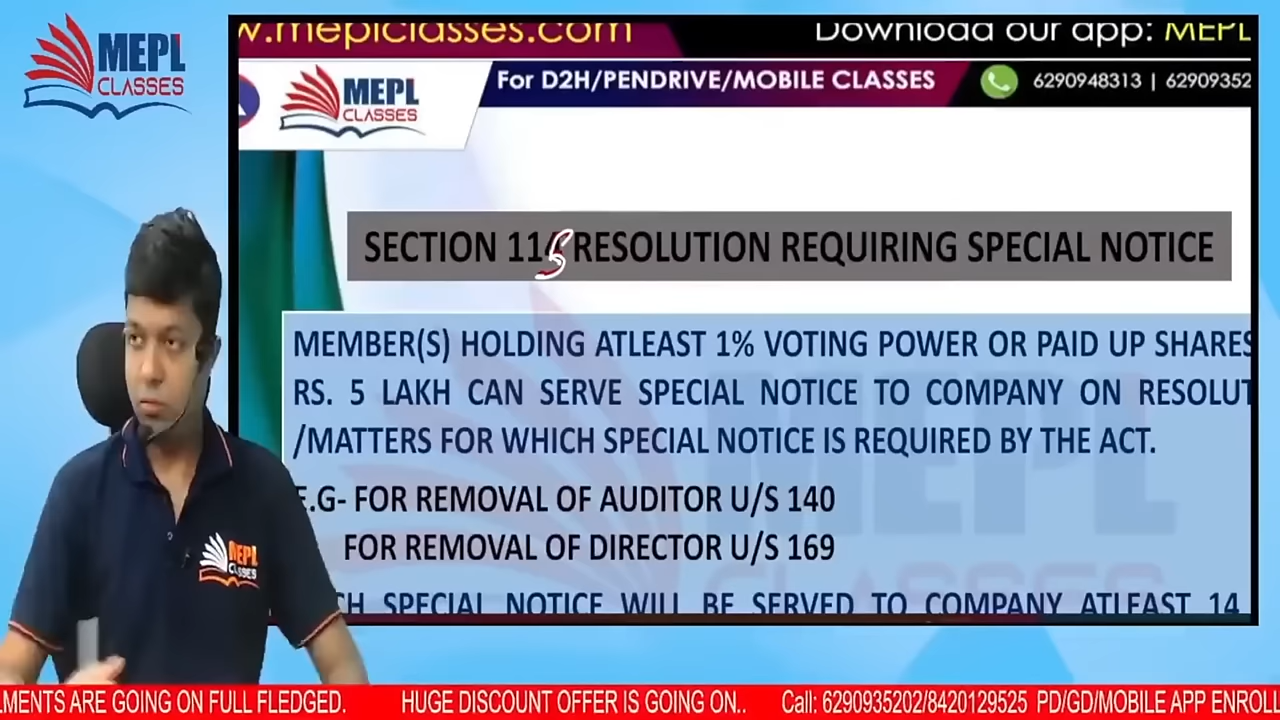 MEPL
CLASSES
w.meplclasses.com
Download our app: MEPL
MEPL
CLASSES
For D2H/PENDRIVE/MOBILE CLASSES
6290948313 | 62909352
SECTION 115 RESOLUTION REQUIRING SPECIAL NOTICE
MEMBER(S) HOLDING ATLEAST 1% VOTING POWER OR PAID UP SHARES
RS. 5 LAKH CAN SERVE SPECIAL NOTICE TO COMPANY ON RESOLUT
/MATTERS FOR WHICH SPECIAL NOTICE IS REQUIRED BY THE ACT.
E.G- FOR REMOVAL OF AUDITOR U/S 140
FOR REMOVAL OF DIRECTOR U/S 169
CH SPECIAL NOTICE WILL BE SERVED TO COMPANY ATLEAST 14
MEPL
CLASSES
MEPL
CLASSES
LMENTS ARE GOING ON FULL FLEDGED. HUGE DISCOUNT OFFER IS GOING ON.. Call: 6290935202/8420129525 PD/GD/MOBILE APP ENROLL